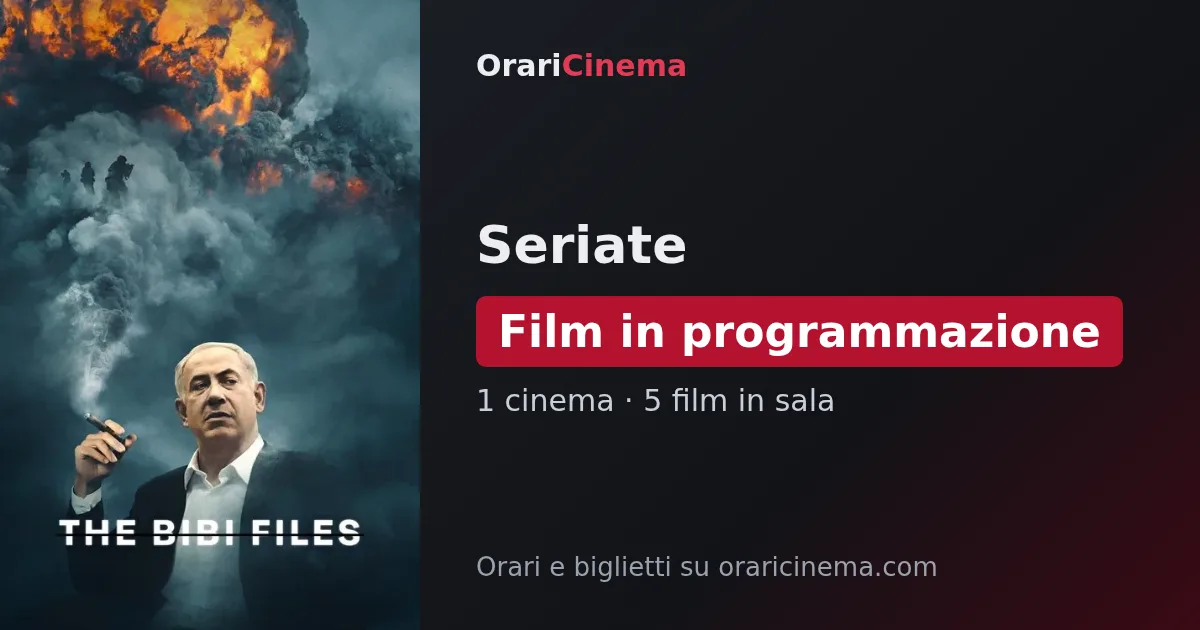 THE BIBI FILES
OrariCinema
Seriate
Film in programmazione
1 cinema · 5 film in sala
Orari e biglietti su oraricinema.com